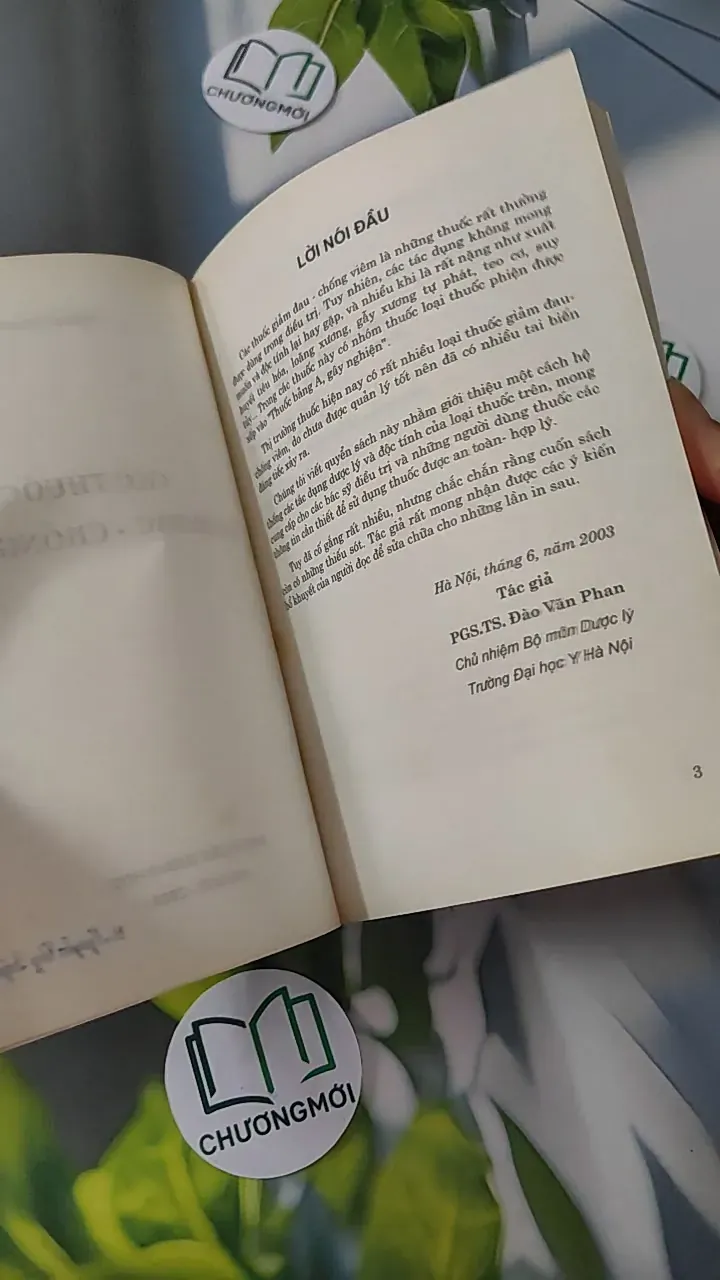 CHƯƠNGMỚI
LỜI NÓI ĐẦU
Các thuốc giảm đau - chống viêm là những thuốc rất thường
được dùng trong điều trị. Tuy nhiên, các tác dụng không mong
muốn và độc tính lại hay gặp, và nhiều khi là rất nặng như xuất
huyết tiêu hóa, loãng xương, gẫy xương tự phát, teo cơ, suy
tủy... Trong các thuốc này có nhóm thuốc loại thuốc phiện được
xếp vào "Thuốc bảng A, gây nghiện".
Thị trường thuốc hiện nay có rất nhiều loại thuốc giảm đau-
chống viêm, do chưa được quản lý tốt nên đã có nhiều tai biến
đáng tiếc xảy ra.
Chúng tôi viết quyển sách này nhằm giới thiệu một cách hệ
thống các tác dụng dược lý và độc tính của loại thuốc trên, mong
cung cấp cho các bác sỹ điều trị và những người dùng thuốc các
thông tin cần thiết để sử dụng thuốc được an toàn- hợp lý.
Tuy đã cố gắng rất nhiều, nhưng chắc chắn rằng cuốn sách
còn có những thiếu sót. Tác giả rất mong nhận được các ý kiến
bổ khuyết của người đọc để sửa chữa cho những lần in sau.
Hà Nội, tháng 6, năm 2003
Tác giả
PGS.TS. Đào Văn Phan
Chủ nhiệm Bộ môn Dược lý
Trường Đại học Y Hà Nội
3
CHƯƠNGMỚI